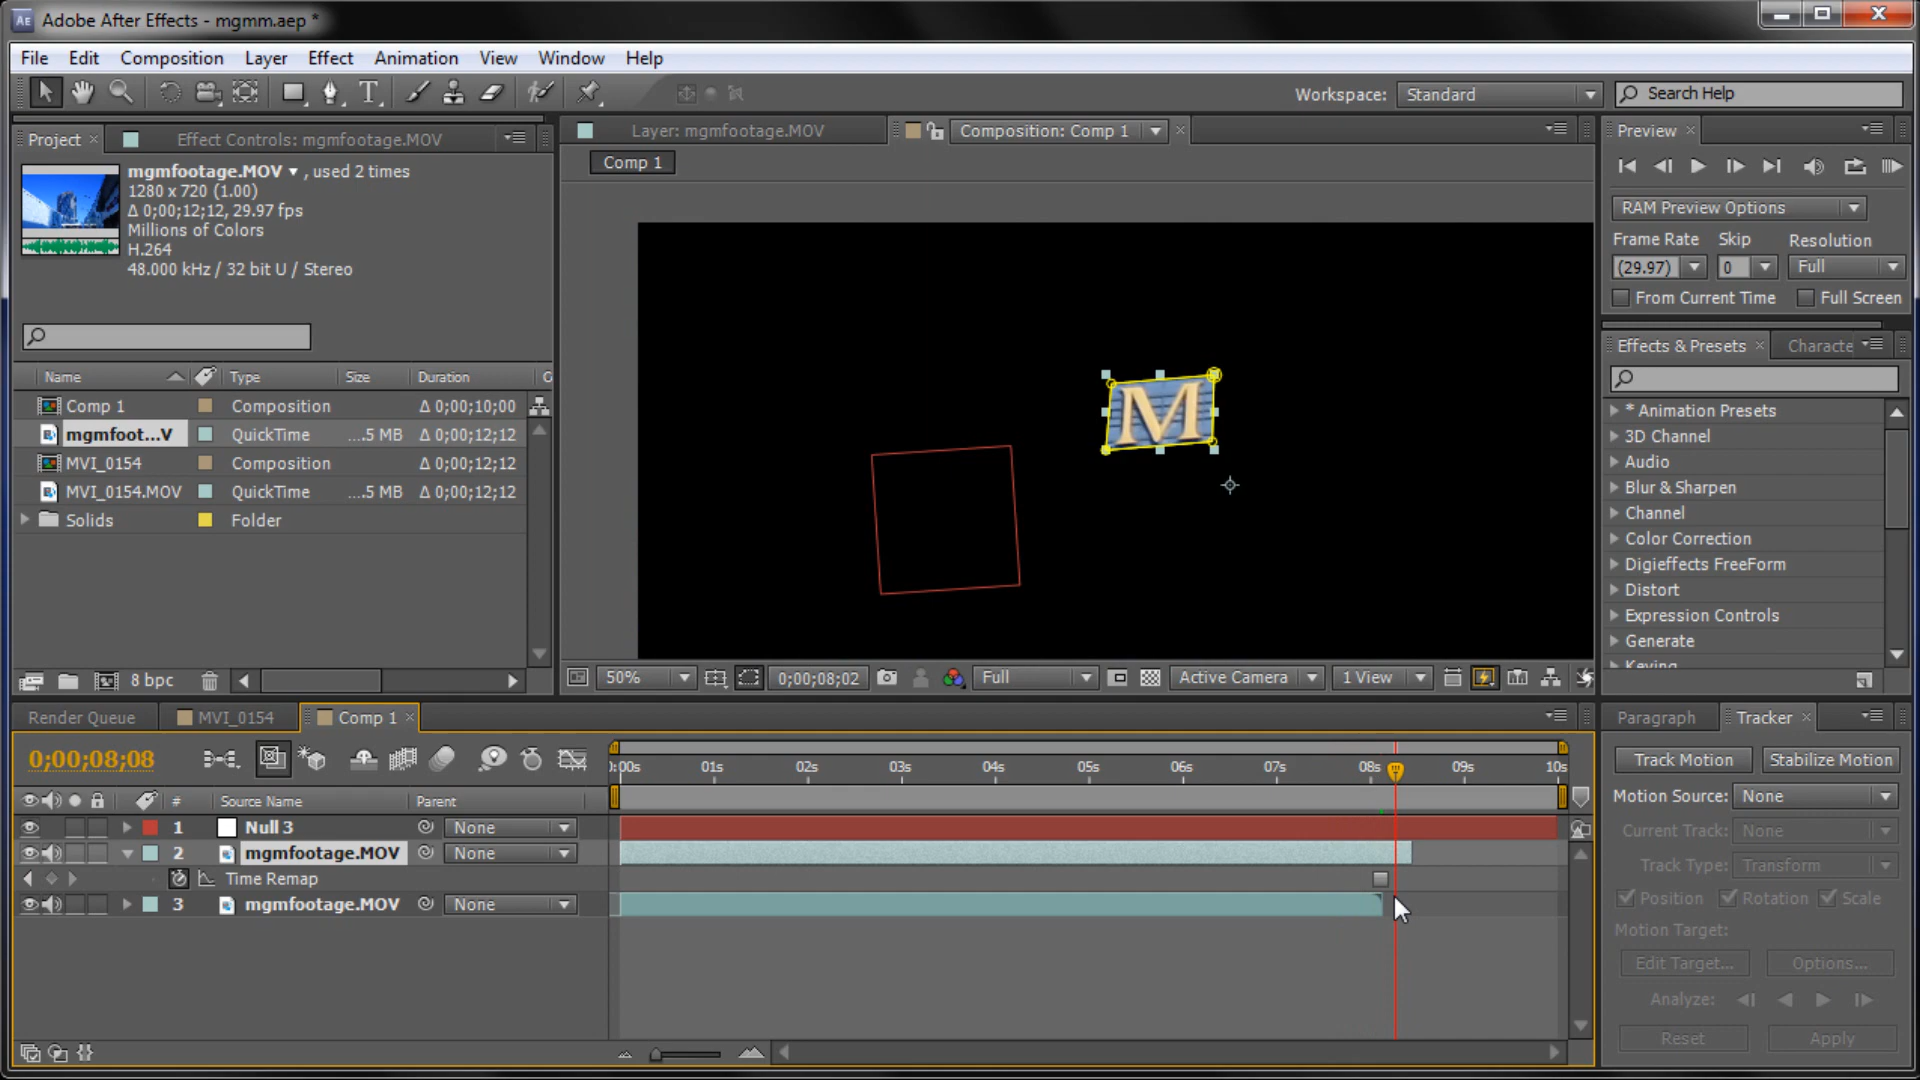 Adobe After Effects - mgmm.aep *
File Edit Composition Layer Effect Animation View Window Help
Workspace: Standard Search Help
Project Effect Controls: mgmfootage.MOV
mgmfootage.MOV , used 2 times
1280 x 720 (1.00)
Δ 0;00;12;12, 29.97 fps
Millions of Colors
H.264
48.000 kHz / 32 bit U / Stereo
Name Type Size Duration
Comp 1 Composition Δ 0;00;10;00
mgmfoot...V QuickTime ....5 MB Δ 0;00;12;12
MVI_0154 Composition Δ 0;00;12;12
MVI_0154.MOV QuickTime ....5 MB Δ 0;00;12;12
Solids Folder
8 bpc
Layer: mgmfootage.MOV Composition: Comp 1
Comp 1
M
50% 0;00;08;02 Full Active Camera 1 View
Preview
RAM Preview Options
Frame Rate Skip Resolution
(29.97) 0 Full
From Current Time Full Screen
Effects & Presets Characte
* Animation Presets
3D Channel
Audio
Blur & Sharpen
Channel
Color Correction
Digieffects FreeForm
Distort
Expression Controls
Generate
Keying
Render Queue MVI_0154 Comp 1
0;00;08;08
:00s 01s 02s 03s 04s 05s 06s 07s 08s 09s 10s
# Source Name Parent
1 Null 3 None
2 mgmfootage.MOV None
Time Remap
3 mgmfootage.MOV None
Paragraph Tracker
Track Motion Stabilize Motion
Motion Source: None
Current Track: None
Track Type: Transform
Position Rotation Scale
Motion Target:
Edit Target... Options...
Analyze:
Reset Apply